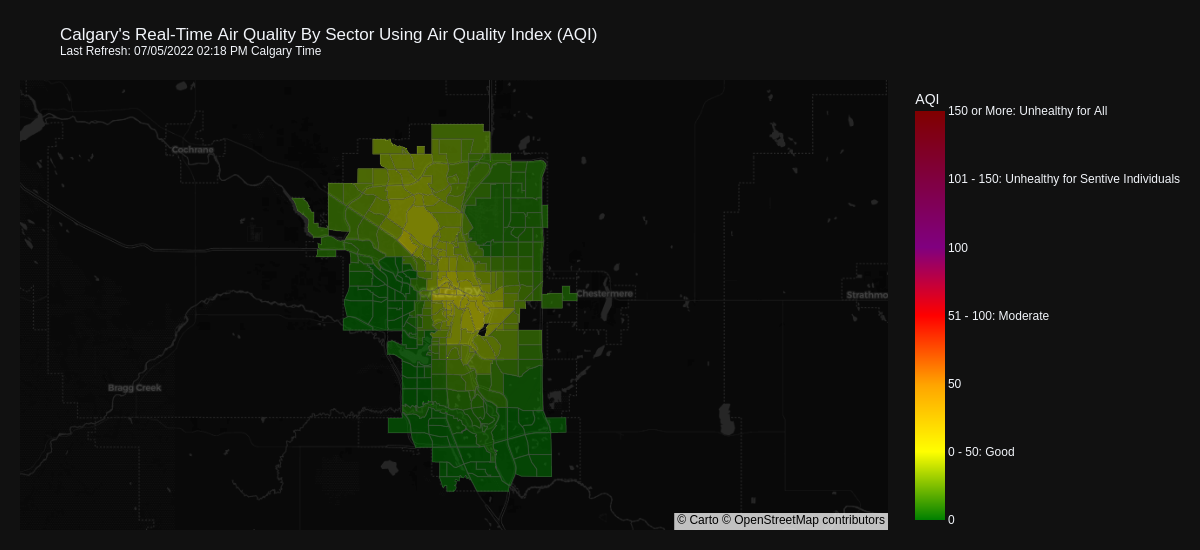 Calgary's Real-Time Air Quality By Sector Using Air Quality Index (AQI)
Last Refresh: 07/05/2022 02:18 PM Calgary Time
AQI
150 or More: Unhealthy for All
Cochrane
101 - 150: Unhealthy for Sentive Individuals
100
Chestermere
Strathmo
51 - 100: Moderate
Bragg Creek
50
0 - 50: Good
0
© Carto © OpenStreetMap contributors